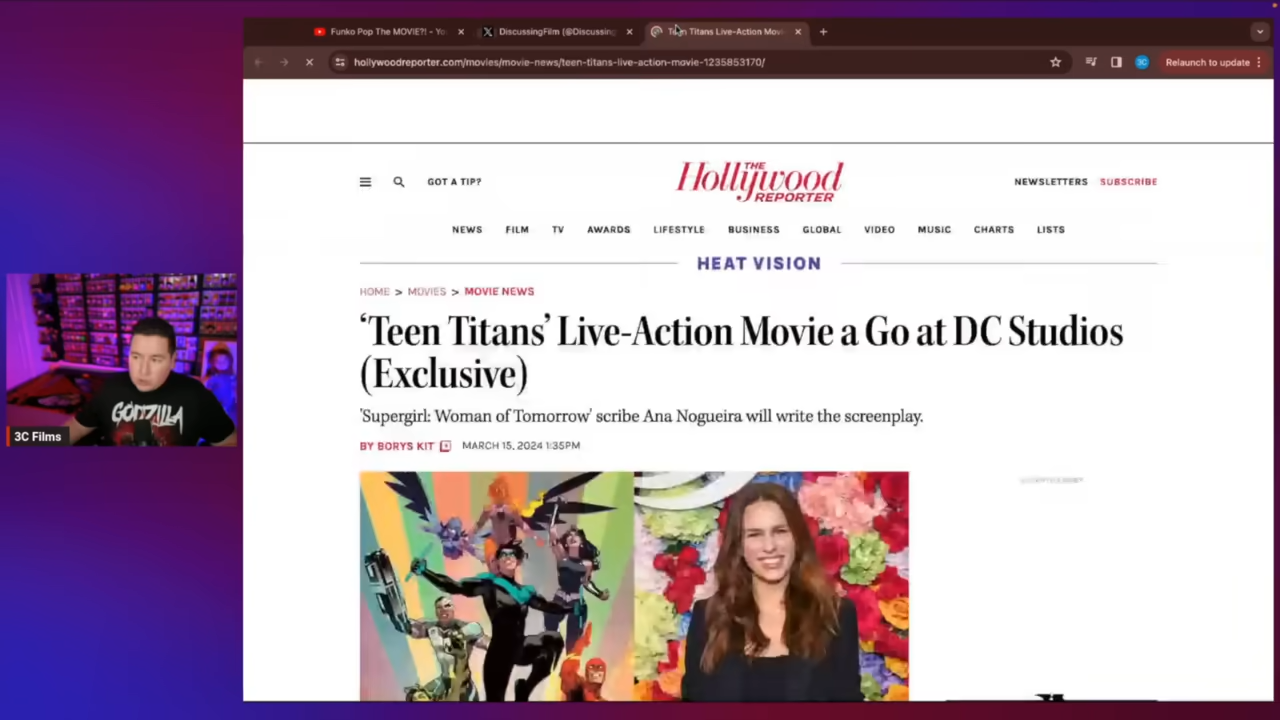 Funko Pop The MOVIE?! - Yo
DiscussingFilm (@Discussing
Teen Titans Live-Action Mov
hollywoodreporter.com/movies/movie-news/teen-titans-live-action-movie-1235853170/
3C
Relaunch to update
GOT A TIP?
THE
Hollywood
REPORTER
NEWSLETTERS SUBSCRIBE
NEWS FILM TV AWARDS LIFESTYLE BUSINESS GLOBAL VIDEO MUSIC CHARTS LISTS
HEAT VISION
HOME > MOVIES > MOVIE NEWS
‘Teen Titans’ Live-Action Movie a Go at DC Studios
(Exclusive)
'Supergirl: Woman of Tomorrow' scribe Ana Nogueira will write the screenplay.
BY BORYS KIT MARCH 15, 2024 1:35PM
ADVERTISEMENT
GODZILLA
3C Films